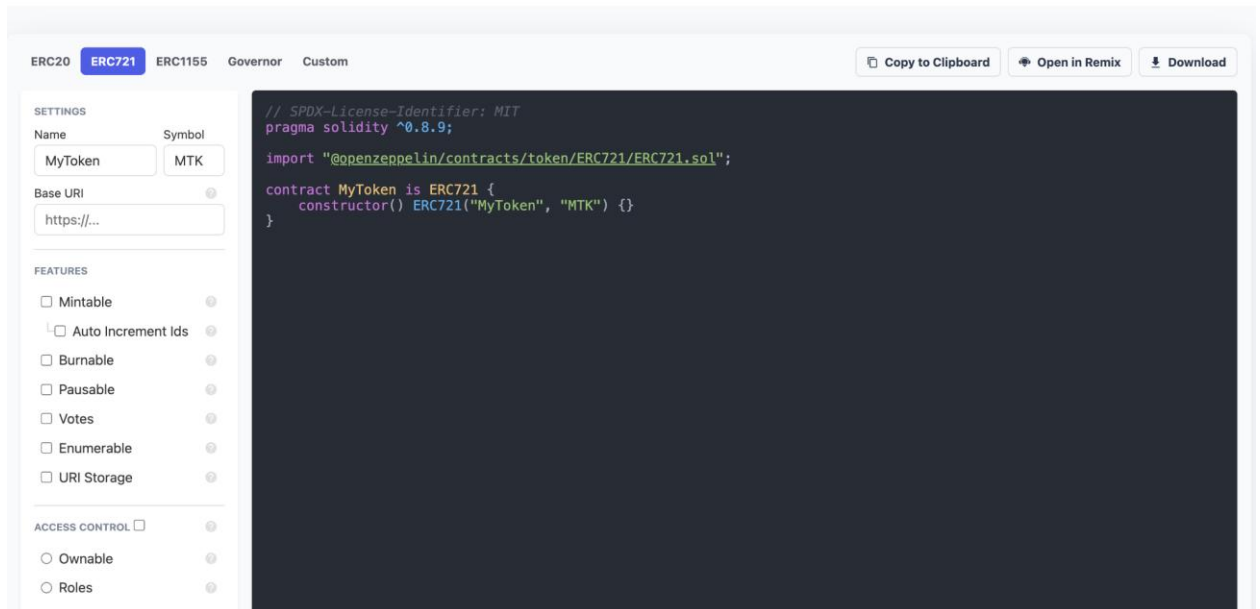 ERC20 ERC721 ERC1155 Governor Custom Copy to Clipboard Open in Remix Download
SETTINGS
Name Symbol
MyToken MTK
Base URI ?
https://...
FEATURES
Mintable ?
Auto Increment Ids ?
Burnable ?
Pausable ?
Votes ?
Enumerable ?
URI Storage ?
ACCESS CONTROL ?
Ownable ?
Roles ?
// SPDX-License-Identifier: MIT
pragma solidity ^0.8.9;
import "@openzeppelin/contracts/token/ERC721/ERC721.sol";
contract MyToken is ERC721 {
    constructor() ERC721("MyToken", "MTK") {}
}